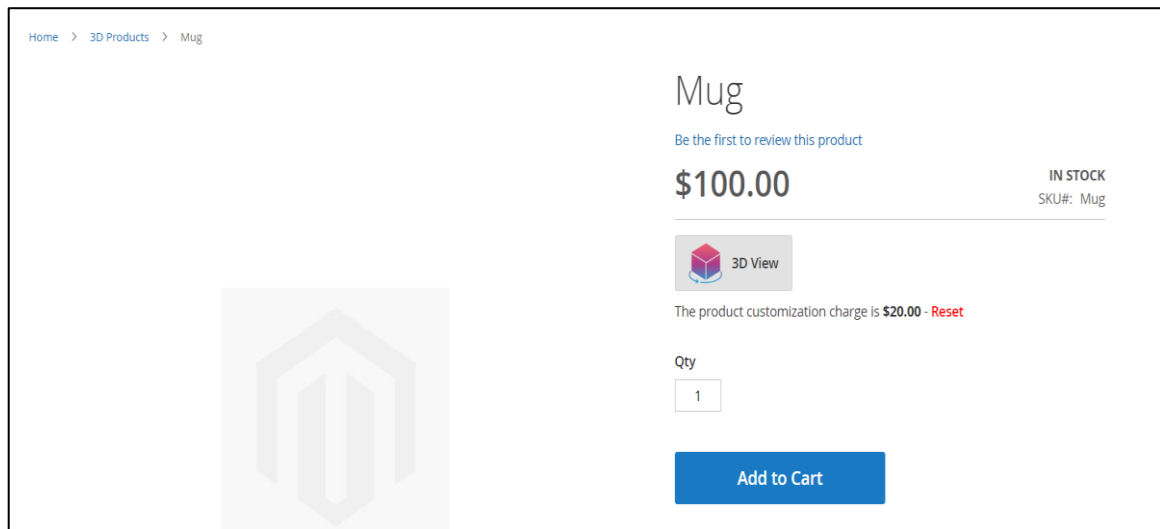 Home > 3D Products > Mug
Mug
Be the first to review this product
$100.00
IN STOCK
SKU#: Mug
3D View
The product customization charge is $20.00 - Reset
Qty
1
Add to Cart